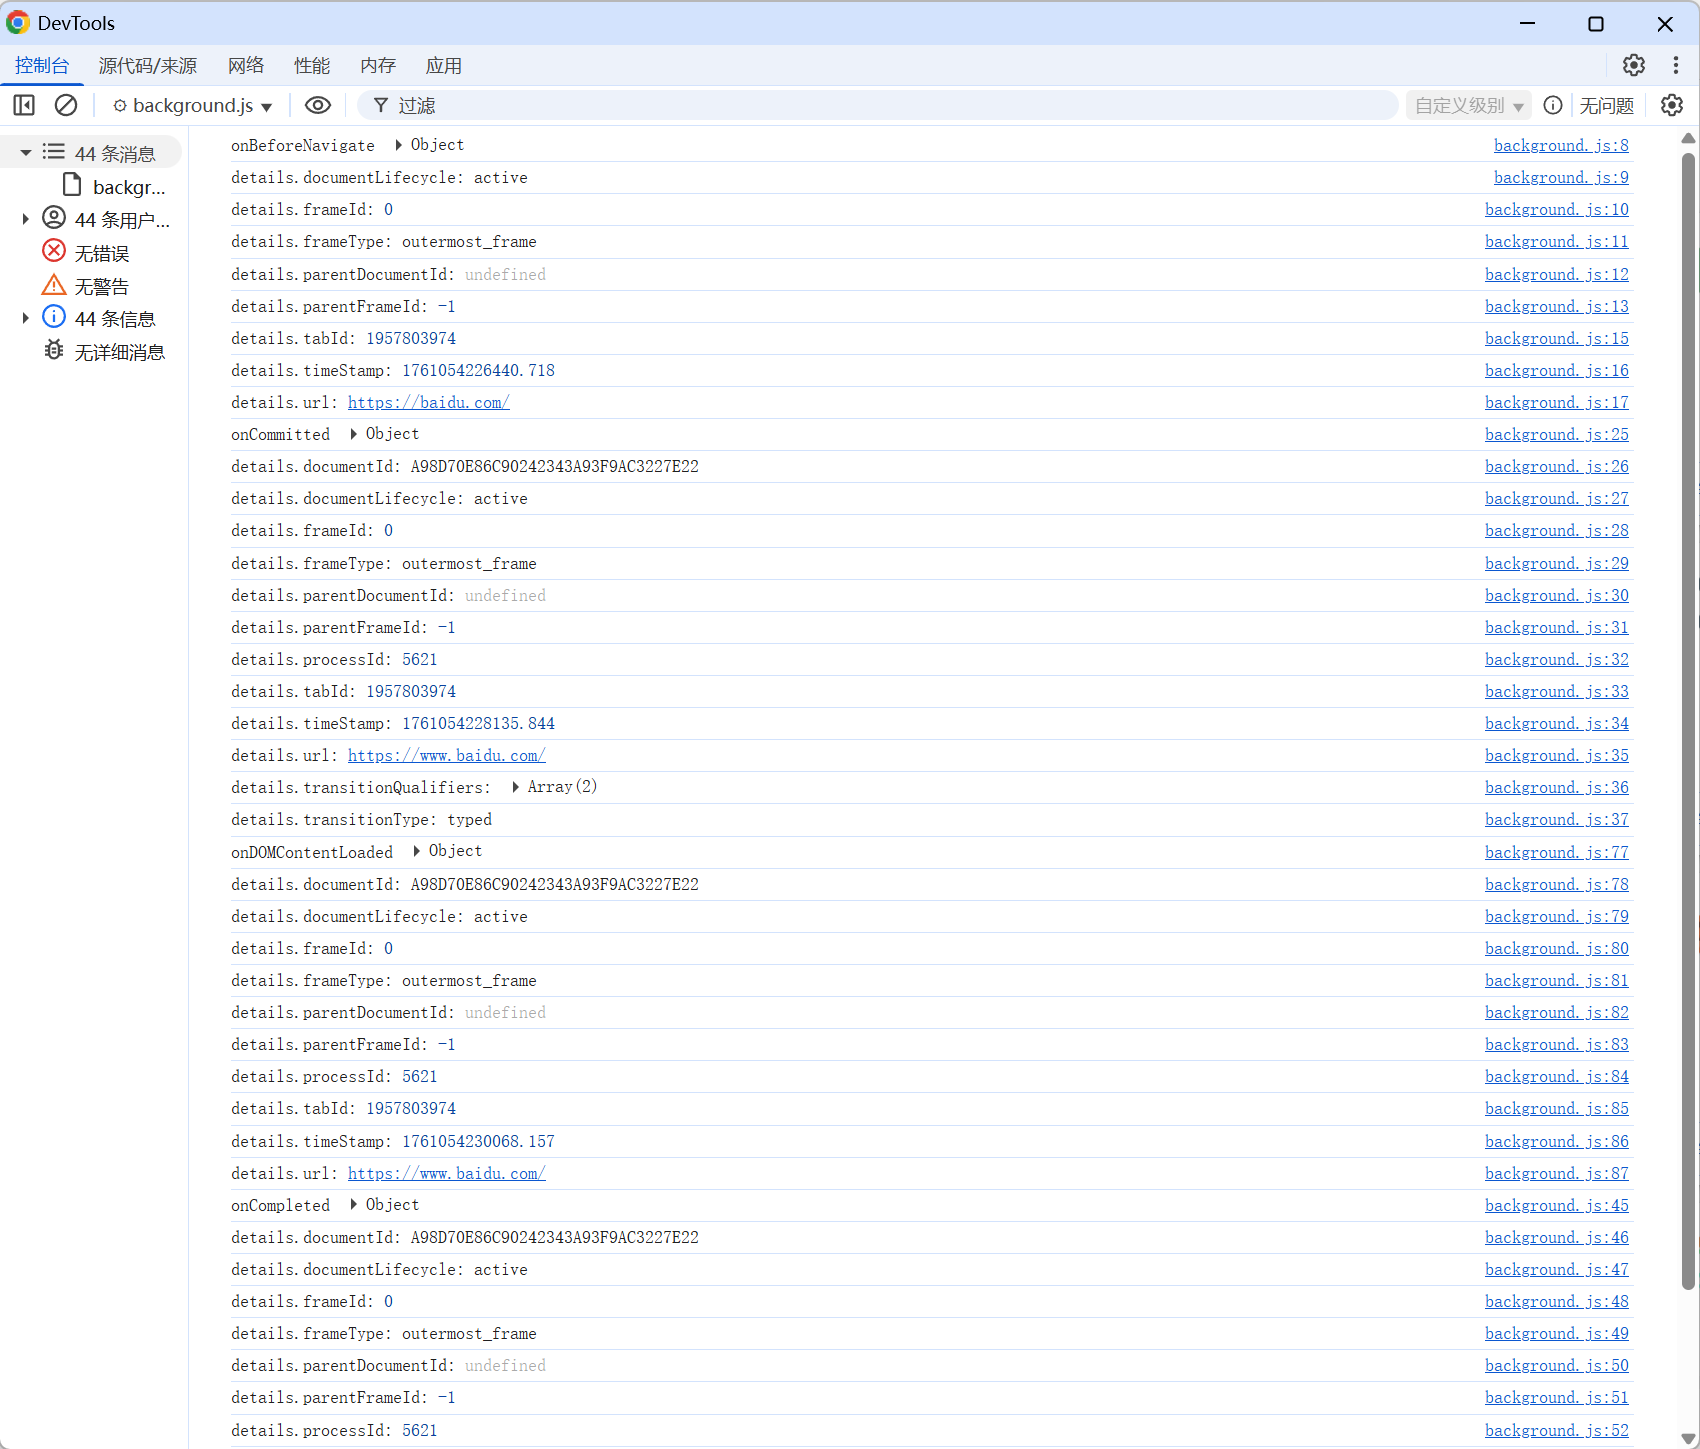 DevTools
控制台 源代码/来源 网络 性能 内存 应用
background.js 过滤 自定义级别 无问题
44 条消息
backgr...
44 条用户...
无错误
无警告
44 条信息
无详细消息
onBeforeNavigate Object background.js:8
details.documentLifecycle: active background.js:9
details.frameId: 0 background.js:10
details.frameType: outermost_frame background.js:11
details.parentDocumentId: undefined background.js:12
details.parentFrameId: -1 background.js:13
details.tabId: 1957803974 background.js:15
details.timeStamp: 1761054226440.718 background.js:16
details.url: https://baidu.com/ background.js:17
onCommitted Object background.js:25
details.documentId: A98D70E86C90242343A93F9AC3227E22 background.js:26
details.documentLifecycle: active background.js:27
details.frameId: 0 background.js:28
details.frameType: outermost_frame background.js:29
details.parentDocumentId: undefined background.js:30
details.parentFrameId: -1 background.js:31
details.processId: 5621 background.js:32
details.tabId: 1957803974 background.js:33
details.timeStamp: 1761054228135.844 background.js:34
details.url: https://www.baidu.com/ background.js:35
details.transitionQualifiers: Array(2) background.js:36
details.transitionType: typed background.js:37
onDOMContentLoaded Object background.js:77
details.documentId: A98D70E86C90242343A93F9AC3227E22 background.js:78
details.documentLifecycle: active background.js:79
details.frameId: 0 background.js:80
details.frameType: outermost_frame background.js:81
details.parentDocumentId: undefined background.js:82
details.parentFrameId: -1 background.js:83
details.processId: 5621 background.js:84
details.tabId: 1957803974 background.js:85
details.timeStamp: 1761054230068.157 background.js:86
details.url: https://www.baidu.com/ background.js:87
onCompleted Object background.js:45
details.documentId: A98D70E86C90242343A93F9AC3227E22 background.js:46
details.documentLifecycle: active background.js:47
details.frameId: 0 background.js:48
details.frameType: outermost_frame background.js:49
details.parentDocumentId: undefined background.js:50
details.parentFrameId: -1 background.js:51
details.processId: 5621 background.js:52